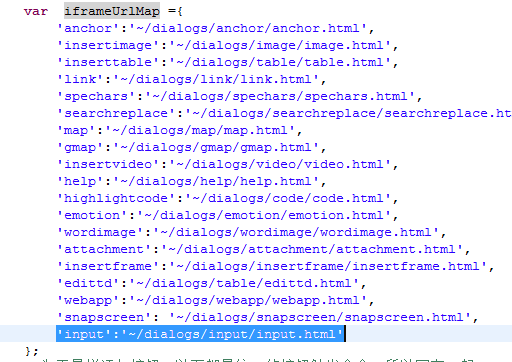 var iframeUrlMap ={
'anchor':'~/dialogs/anchor/anchor.html',
'insertimage':'~/dialogs/image/image.html',
'inserttable':'~/dialogs/table/table.html',
'link':'~/dialogs/link/link.html',
'spechars':'~/dialogs/spechars/spechars.html',
'searchreplace':'~/dialogs/searchreplace/searchreplace.ht
'map':'~/dialogs/map/map.html',
'gmap':'~/dialogs/gmap/gmap.html',
'insertvideo':'~/dialogs/video/video.html',
'help':'~/dialogs/help/help.html',
'highlightcode':'~/dialogs/code/code.html',
'emotion':'~/dialogs/emotion/emotion.html',
'wordimage':'~/dialogs/wordimage/wordimage.html',
'attachment':'~/dialogs/attachment/attachment.html',
'insertframe':'~/dialogs/insertframe/insertframe.html',
'edittd':'~/dialogs/table/edittd.html',
'webapp':'~/dialogs/webapp/webapp.html',
'snapscreen': '~/dialogs/snapscreen/snapscreen.html',
'input':'~/dialogs/input/input.html'
};